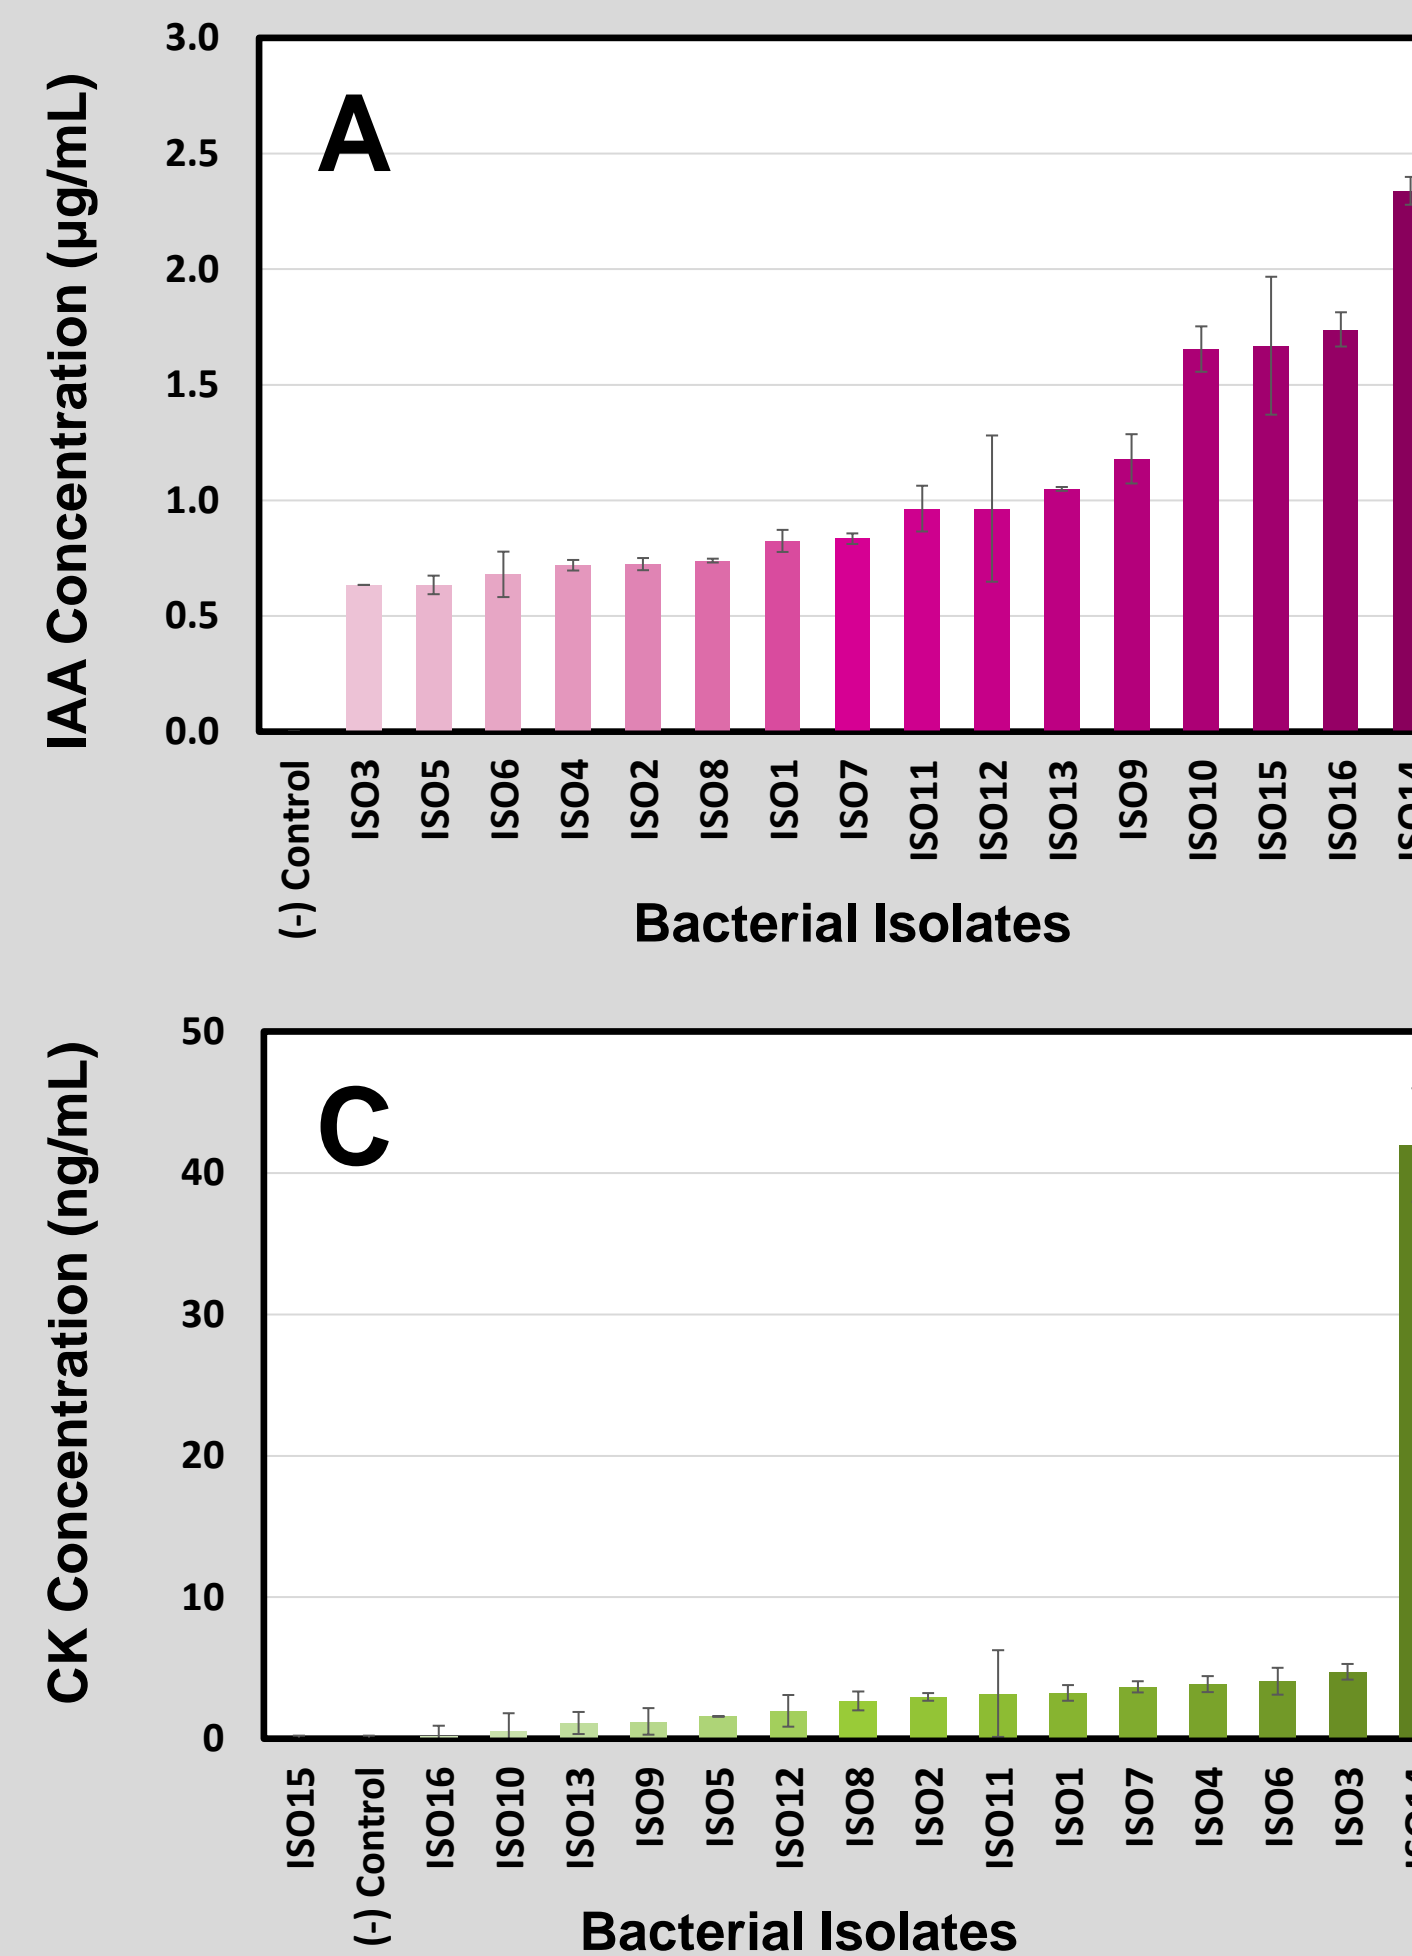 A
IAA Concentration (µg/mL)
3.0
2.5
2.0
1.5
1.0
0.5
0.0
(-) Control
ISO3
ISO5
ISO6
ISO4
ISO2
ISO8
ISO1
ISO7
ISO11
ISO12
ISO13
ISO9
ISO10
ISO15
ISO16
ISO14
Bacterial Isolates
C
CK Concentration (ng/mL)
50
40
30
20
10
0
ISO15
(-) Control
ISO16
ISO10
ISO13
ISO9
ISO5
ISO12
ISO8
ISO2
ISO11
ISO1
ISO7
ISO4
ISO6
ISO3
Bacterial Isolates